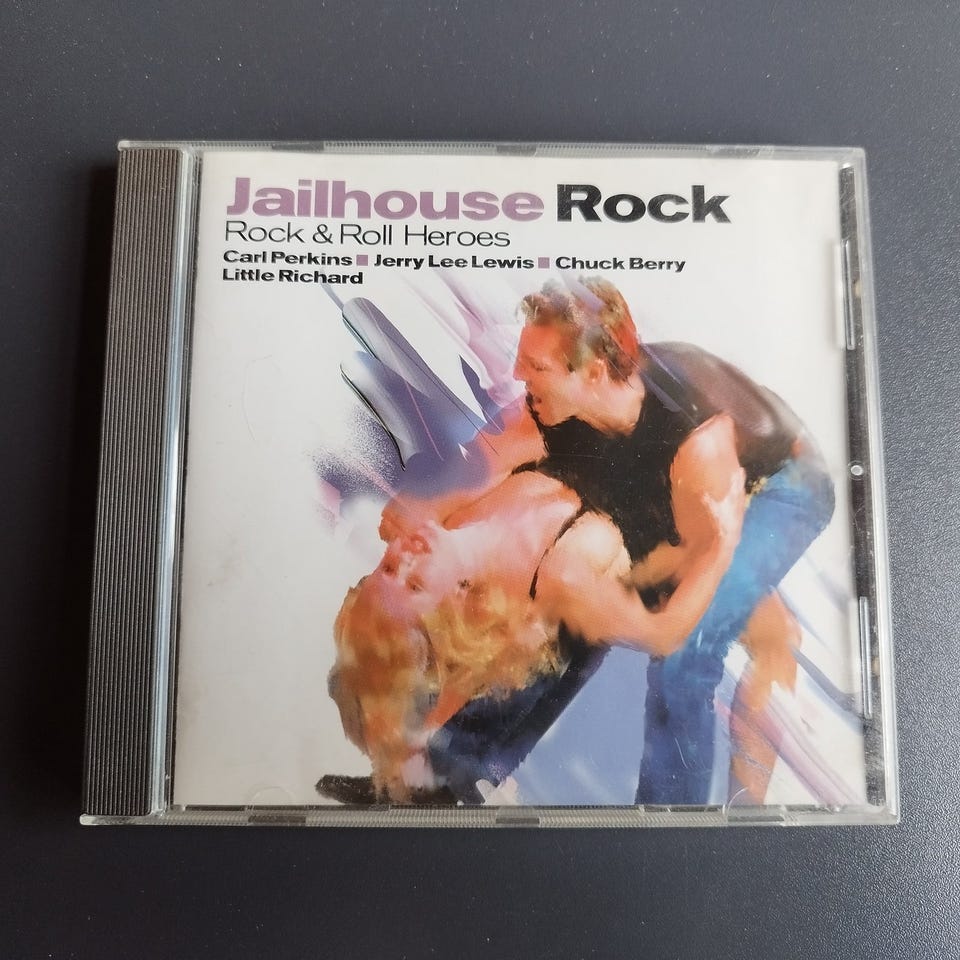 Jailhouse Rock
Rock & Roll Heroes
Carl Perkins ■ Jerry Lee Lewis ■ Chuck Berry
Little Richard